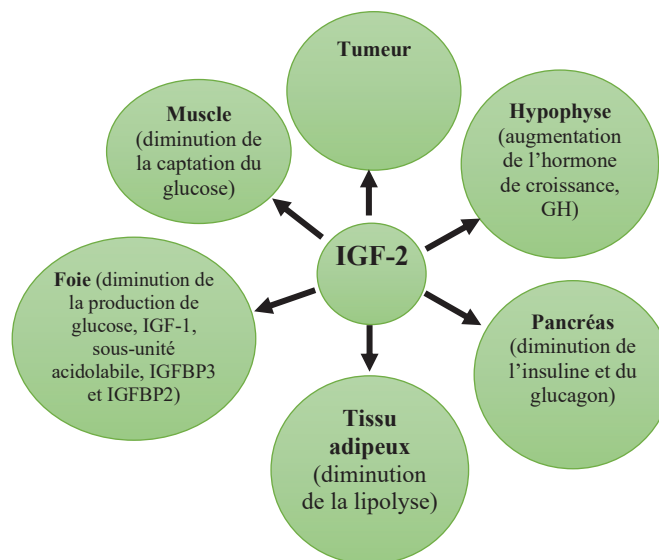 Tumeur
Muscle
(diminution de
la captation du
glucose)
Hypophyse
(augmentation
de l’hormone
de croissance,
GH)
IGF-2
Foie (diminution de
la production de
glucose, IGF-1,
sous-unité
acidolabile, IGFBP3
et IGFBP2)
Pancréas
(diminution de
l’insuline et du
glucagon)
Tissu
adipeux
(diminution
de la lipolyse)